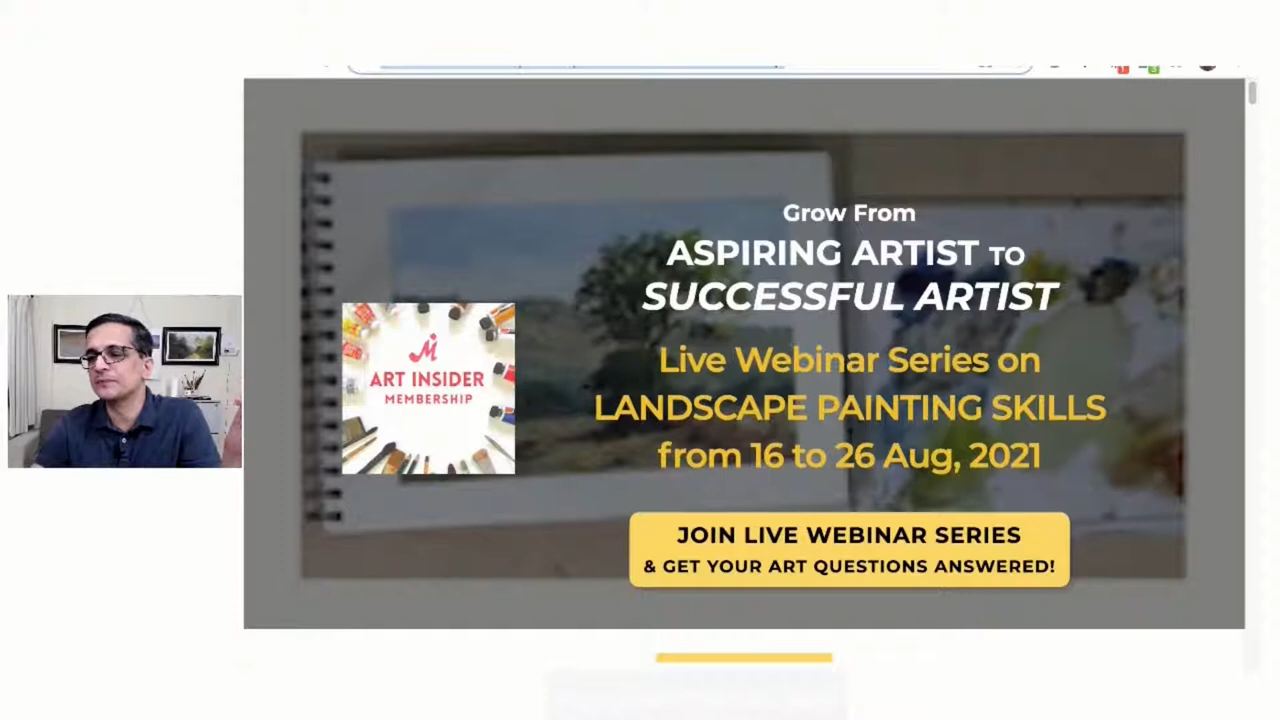 Grow From
ASPIRING ARTIST TO
SUCCESSFUL ARTIST
ART INSIDER
MEMBERSHIP
Live Webinar Series on
LANDSCAPE PAINTING SKILLS
from 16 to 26 Aug, 2021
JOIN LIVE WEBINAR SERIES
& GET YOUR ART QUESTIONS ANSWERED!